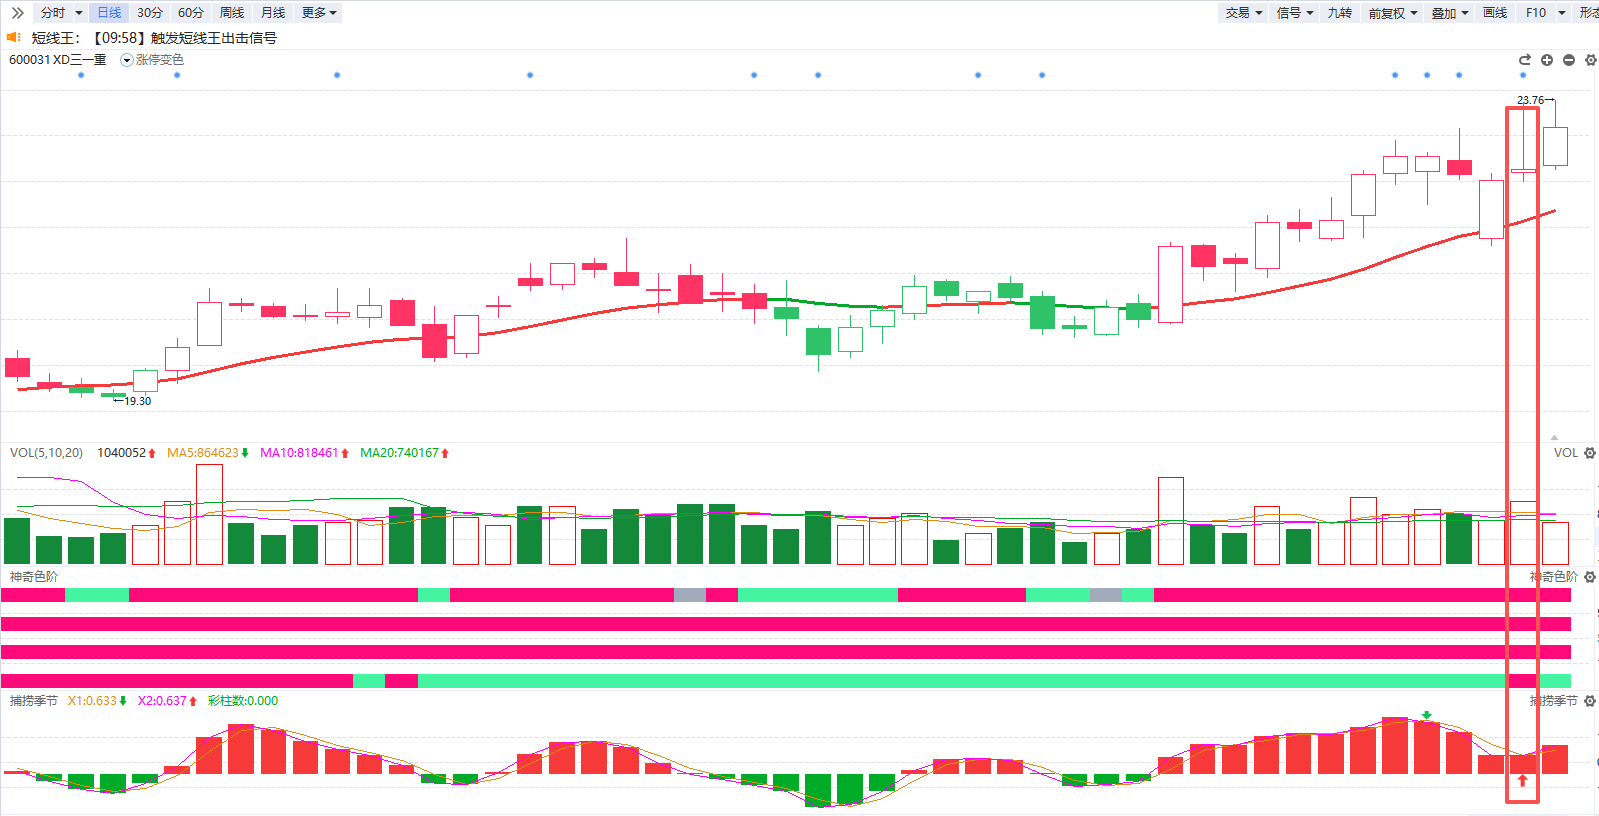 分时 日线 30分 60分 周线 月线 更多 交易 信号 九转 前复权 叠加 画线 F10
短线王：【09:58】触发短线王出击信号
600031 XD三一重 涨停变色
23.76
19.30
VOL(5,10,20) 1040052 MA5:864623 MA10:818461 MA20:740167 VOL
神奇色阶 神奇色阶
捕捞季节 X1:0.633 X2:0.637 彩柱数:0.000 捕捞季节